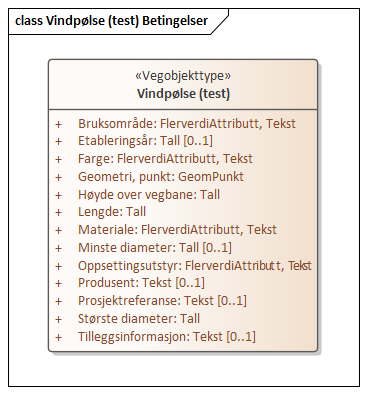 class Vindpølse (test) Betingelser
«Vegobjekttype»
Vindpølse (test)
+ Bruksområde: FlerverdiAttributt, Tekst
+ Etableringsår: Tall [0..1]
+ Farge: FlerverdiAttributt, Tekst
+ Geometri, punkt: GeomPunkt
+ Høyde over vegbane: Tall
+ Lengde: Tall
+ Materiale: FlerverdiAttributt, Tekst
+ Minste diameter: Tall [0..1]
+ Oppsettingsutstyr: FlerverdiAttributt, Tekst
+ Produsent: Tekst [0..1]
+ Prosjektreferanse: Tekst [0..1]
+ Største diameter: Tall
+ Tilleggsinformasjon: Tekst [0..1]